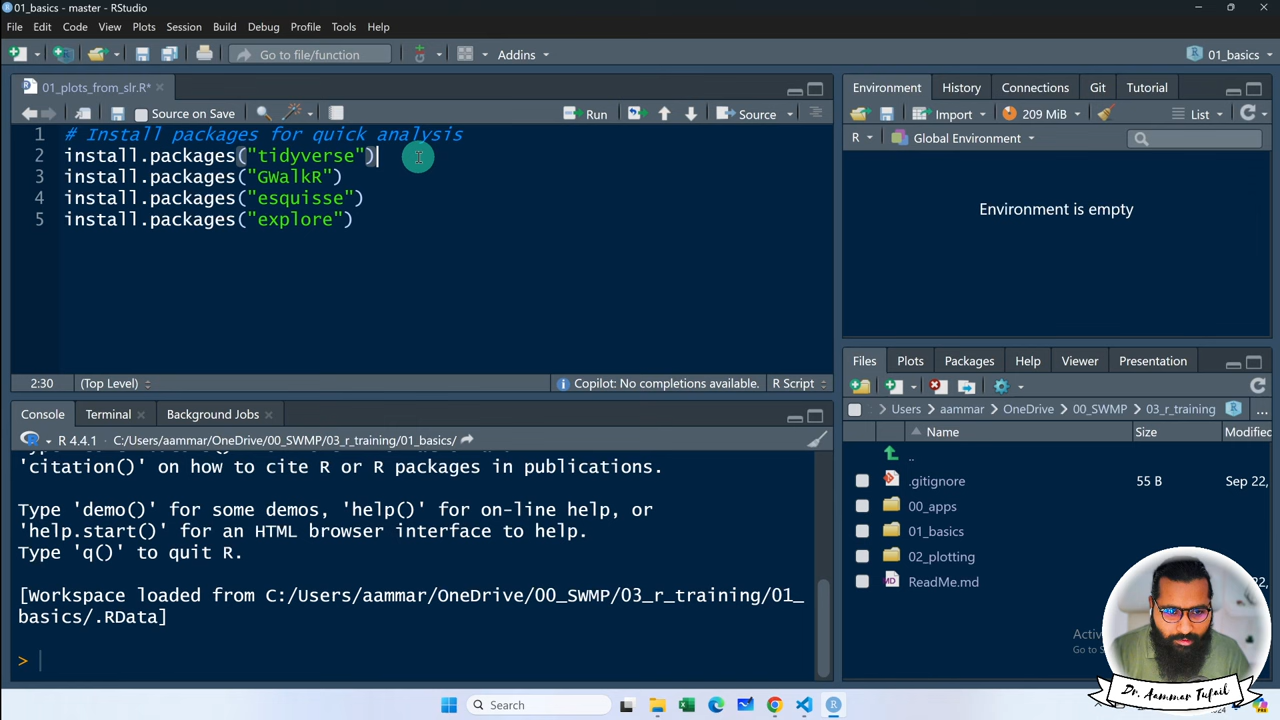 01_basics - master - RStudio
File Edit Code View Plots Session Build Debug Profile Tools Help
Go to file/function Addins 01_basics
01_plots_from_slr.R*
Source on Save Run Source
1 # Install packages for quick analysis
2 install.packages("tidyverse")
3 install.packages("GWalkR")
4 install.packages("esquisse")
5 install.packages("explore")
2:30 (Top Level) Copilot: No completions available. R Script
Console Terminal Background Jobs
R 4.4.1 · C:/Users/aammar/OneDrive/00_SWMP/03_r_training/01_basics/
'citation()' on how to cite R or R packages in publications.
Type 'demo()' for some demos, 'help()' for on-line help, or
'help.start()' for an HTML browser interface to help.
Type 'q()' to quit R.
[Workspace loaded from C:/Users/aammar/OneDrive/00_SWMP/03_r_training/01_
basics/.RData]
>
Environment History Connections Git Tutorial
Import 209 MiB List
R Global Environment
Environment is empty
Files Plots Packages Help Viewer Presentation
Users aammar OneDrive 00_SWMP 03_r_training ...
Name Size Modified
..
.gitignore 55 B Sep 22,
00_apps
01_basics
02_plotting
ReadMe.md
Dr. Aammar Tufail
Search